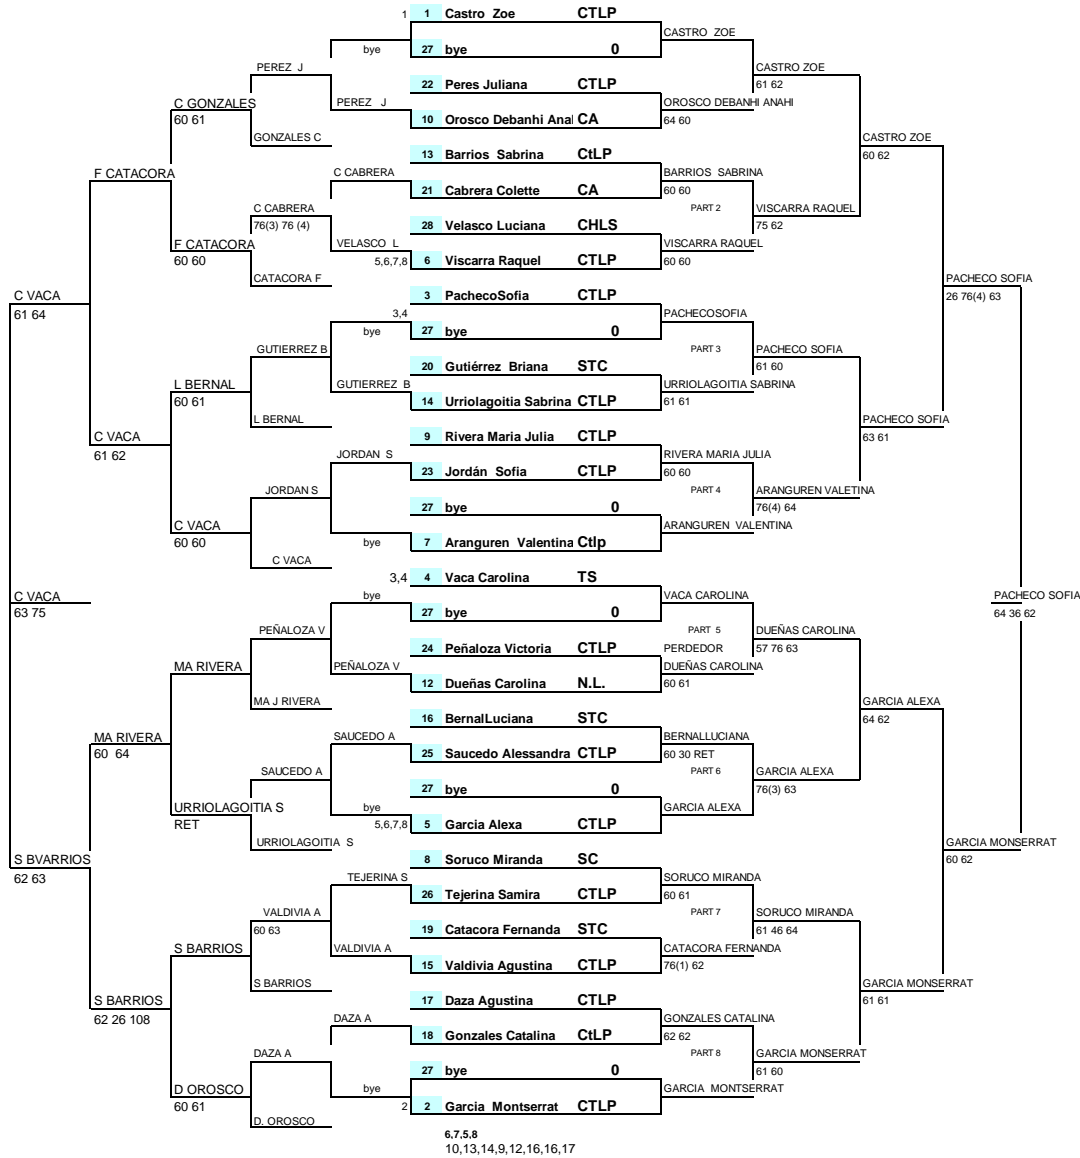 1 1 Castro Zoe CTLP
CASTRO ZOE
bye 27 bye 0
PEREZ J CASTRO ZOE
22 Peres Juliana CTLP 61 62
C GONZALES PEREZ J OROSCO DEBANHI ANAHI
60 61 10 Orosco Debanhi Anal CA 64 60
GONZALES C CASTRO ZOE
13 Barrios Sabrina CtLP 60 62
F CATACORA C CABRERA BARRIOS SABRINA
21 Cabrera Colette CA 60 60
C CABRERA PART 2 VISCARRA RAQUEL
76(3) 76 (4) 28 Velasco Luciana CHLS 75 62
F CATACORA VELASCO L VISCARRA RAQUEL
60 60 5,6,7,8 6 Viscarra Raquel CTLP 60 60
CATACORA F PACHECO SOFIA
C VACA 3 PachecoSofia CTLP 26 76(4) 63
61 64 3,4 PACHECOSOFIA
bye 27 bye 0
GUTIERREZ B PART 3 PACHECO SOFIA
20 Gutiérrez Briana STC 61 60
L BERNAL GUTIERREZ B URRIOLAGOITIA SABRINA
60 61 14 Urriolagoitia Sabrina CTLP 61 61
L BERNAL PACHECO SOFIA
C VACA 9 Rivera Maria Julia CTLP 63 61
61 62 JORDAN S RIVERA MARIA JULIA
23 Jordán Sofia CTLP 60 60
JORDAN S PART 4 ARANGUREN VALETINA
27 bye 0 76(4) 64
C VACA ARANGUREN VALENTINA
60 60 bye 7 Aranguren Valentina Ctlp
C VACA
3,4 4 Vaca Carolina TS
C VACA bye VACA CAROLINA PACHECO SOFIA
63 75 27 bye 0 64 36 62
PEÑALOZA V PART 5 DUEÑAS CAROLINA
24 Peñaloza Victoria CTLP PERDEDOR 57 76 63
MA RIVERA PEÑALOZA V DUEÑAS CAROLINA
12 Dueñas Carolina N.L. 60 61
MA J RIVERA GARCIA ALEXA
16 BernalLuciana STC 64 62
MA RIVERA SAUCEDO A BERNALLUCIANA
60 64 25 Saucedo Alessandra CTLP 60 30 RET
SAUCEDO A PART 6 GARCIA ALEXA
27 bye 0 76(3) 63
URRIOLAGOITIA S bye GARCIA ALEXA
RET 5,6,7,8 5 Garcia Alexa CTLP
URRIOLAGOITIA S GARCIA MONSERRAT
S BVARRIOS 8 Soruco Miranda SC 60 62
62 63 TEJERINA S SORUCO MIRANDA
26 Tejerina Samira CTLP 60 61
VALDIVIA A PART 7 SORUCO MIRANDA
60 63 19 Catacora Fernanda STC 61 46 64
S BARRIOS VALDIVIA A CATACORA FERNANDA
15 Valdivia Agustina CTLP 76(1) 62
S BARRIOS GARCIA MONSERRAT
S BARRIOS 17 Daza Agustina CTLP 61 61
62 26 108 DAZA A GONZALES CATALINA
18 Gonzales Catalina CtLP 62 62
DAZA A PART 8 GARCIA MONSERRAT
27 bye 0 61 60
D OROSCO bye GARCIA MONTSERRAT
60 61 2 2 Garcia Montserrat CTLP
D. OROSCO
6,7,5,8
10,13,14,9,12,16,16,17